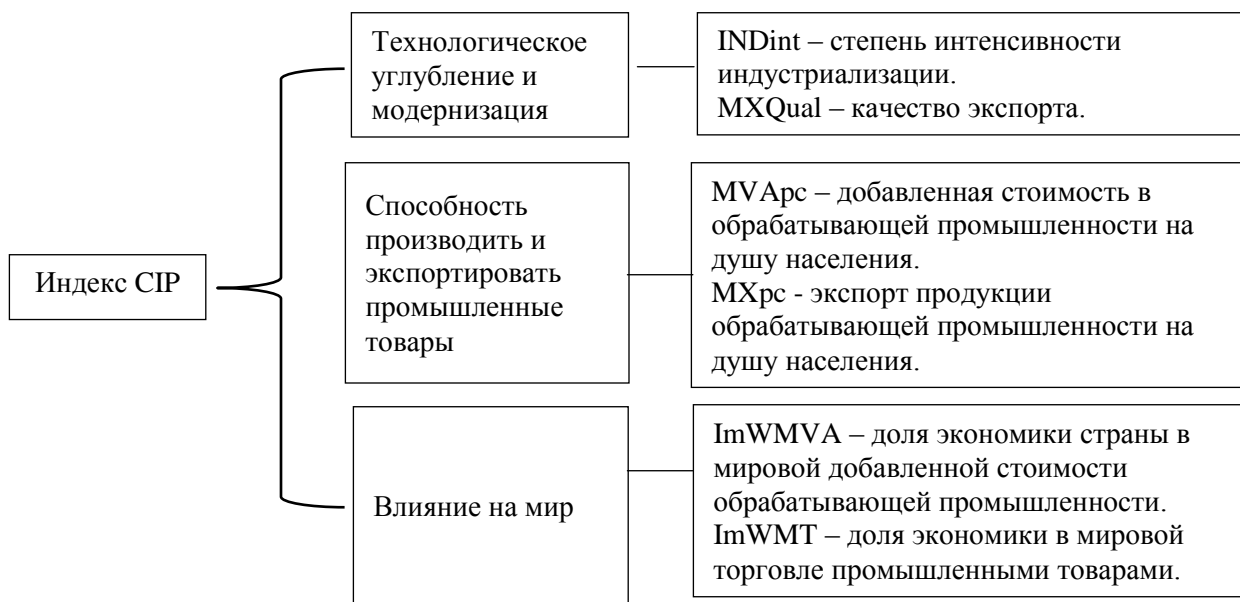 Индекс CIP
Технологическое
углубление и
модернизация
INDint – степень интенсивности
индустриализации.
MXQual – качество экспорта.
Способность
производить и
экспортировать
промышленные
товары
MVApc – добавленная стоимость в
обрабатывающей промышленности на
душу населения.
MXpc - экспорт продукции
обрабатывающей промышленности на
душу населения.
Влияние на мир
ImWMVA – доля экономики страны в
мировой добавленной стоимости
обрабатывающей промышленности.
ImWMT – доля экономики в мировой
торговле промышленными товарами.